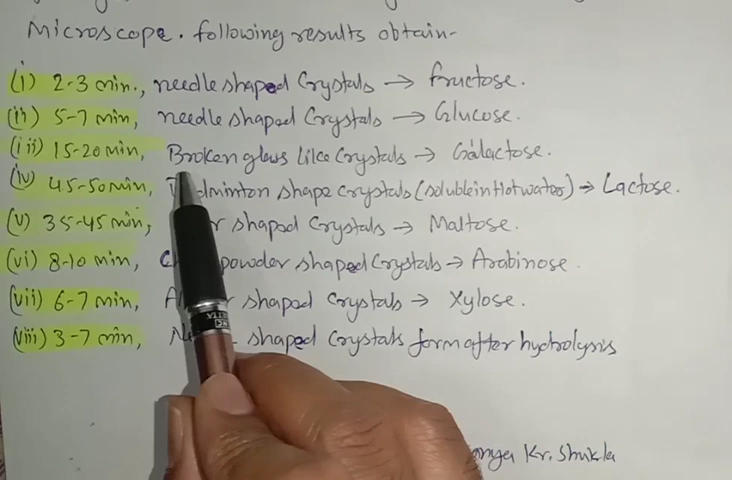 Microscope. following results obtain-
(i) 2-3 min., needle shaped Crystals → fructose.
(ii) 5-7 min, needle shaped Crystals → Glucose.
(iii) 15-20 min, Broken glass like Crystals → Galactose.
(iv) 45-50 min, shape crystals (soluble in Hot water) → Lactose.
(v) 35-45 min, shaped Crystals → Maltose.
(vi) 8-10 min, powder shaped Crystals → Arabinose.
(vii) 6-7 min, shaped Crystals → Xylose.
(viii) 3-7 min, shaped Crystals form after hydrolysis
Kr. Shukla